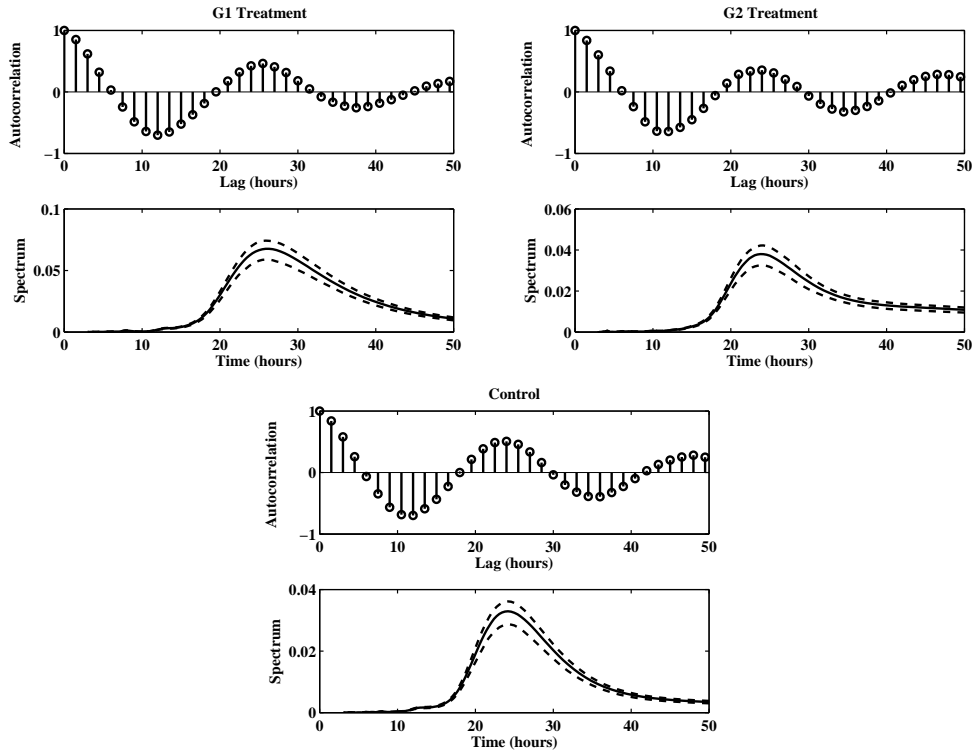 G1 Treatment
1
0
−1
Autocorrelation
0 10 20 30 40 50
Lag (hours)
0.1
0.05
0
Spectrum
0 10 20 30 40 50
Time (hours)
G2 Treatment
1
0
−1
Autocorrelation
0 10 20 30 40 50
Lag (hours)
0.06
0.04
0.02
0
Spectrum
0 10 20 30 40 50
Time (hours)
Control
1
0
−1
Autocorrelation
0 10 20 30 40 50
Lag (hours)
0.04
0.02
0
Spectrum
0 10 20 30 40 50
Time (hours)